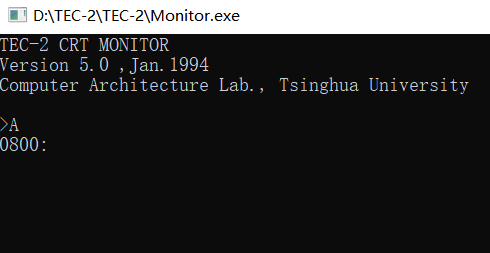 D:\TEC-2\TEC-2\Monitor.exe
TEC-2 CRT MONITOR
Version 5.0 ,Jan.1994
Computer Architecture Lab., Tsinghua University
>A
0800: